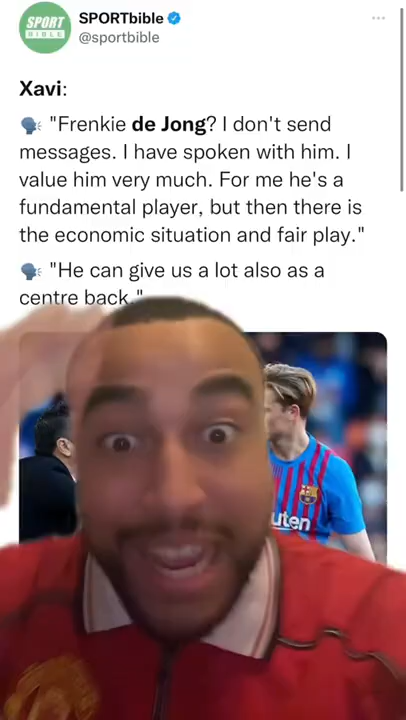 SPORT
BIBLE
SPORTbible
@sportbible
Xavi:
🗣 "Frenkie de Jong? I don't send
messages. I have spoken with him. I
value him very much. For me he's a
fundamental player, but then there is
the economic situation and fair play."
🗣 "He can give us a lot also as a
centre back."
uten